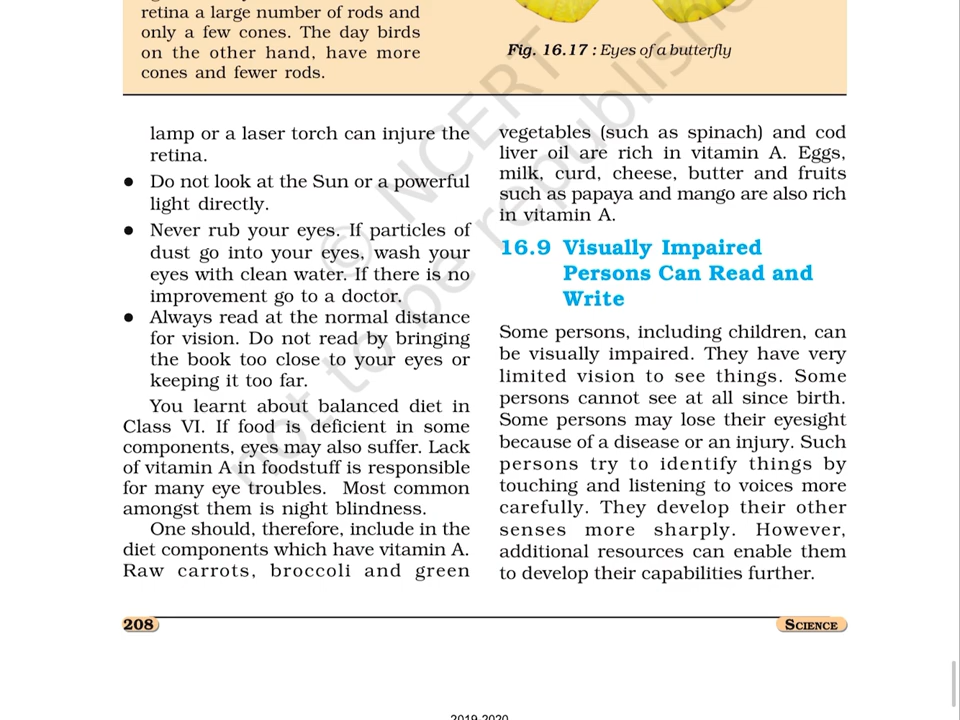 retina a large number of rods and
only a few cones. The day birds
on the other hand, have more
cones and fewer rods.
Fig. 16.17 : Eyes of a butterfly
lamp or a laser torch can injure the
retina.
● Do not look at the Sun or a powerful
light directly.
● Never rub your eyes. If particles of
dust go into your eyes, wash your
eyes with clean water. If there is no
improvement go to a doctor.
● Always read at the normal distance
for vision. Do not read by bringing
the book too close to your eyes or
keeping it too far.
You learnt about balanced diet in
Class VI. If food is deficient in some
components, eyes may also suffer. Lack
of vitamin A in foodstuff is responsible
for many eye troubles. Most common
amongst them is night blindness.
One should, therefore, include in the
diet components which have vitamin A.
Raw carrots, broccoli and green
vegetables (such as spinach) and cod
liver oil are rich in vitamin A. Eggs,
milk, curd, cheese, butter and fruits
such as papaya and mango are also rich
in vitamin A.
16.9 Visually Impaired
Persons Can Read and
Write
Some persons, including children, can
be visually impaired. They have very
limited vision to see things. Some
persons cannot see at all since birth.
Some persons may lose their eyesight
because of a disease or an injury. Such
persons try to identify things by
touching and listening to voices more
carefully. They develop their other
senses more sharply. However,
additional resources can enable them
to develop their capabilities further.
© NCERT
not to be republishe
208
SCIENCE
2019-2020